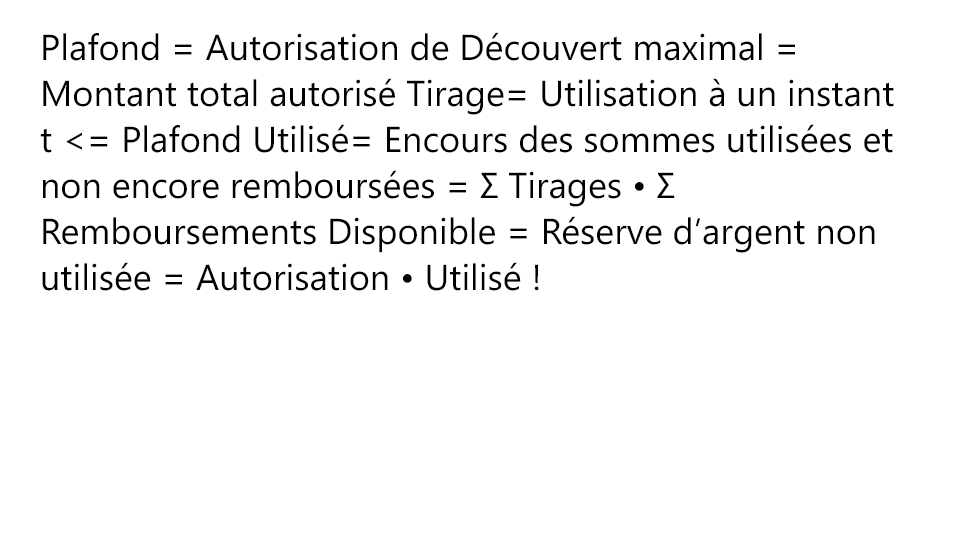 Plafond = Autorisation de Découvert maximal =
Montant total autorisé Tirage= Utilisation à un instant
t <= Plafond Utilisé= Encours des sommes utilisées et
non encore remboursées = Σ Tirages • Σ
Remboursements Disponible = Réserve d’argent non
utilisée = Autorisation • Utilisé !